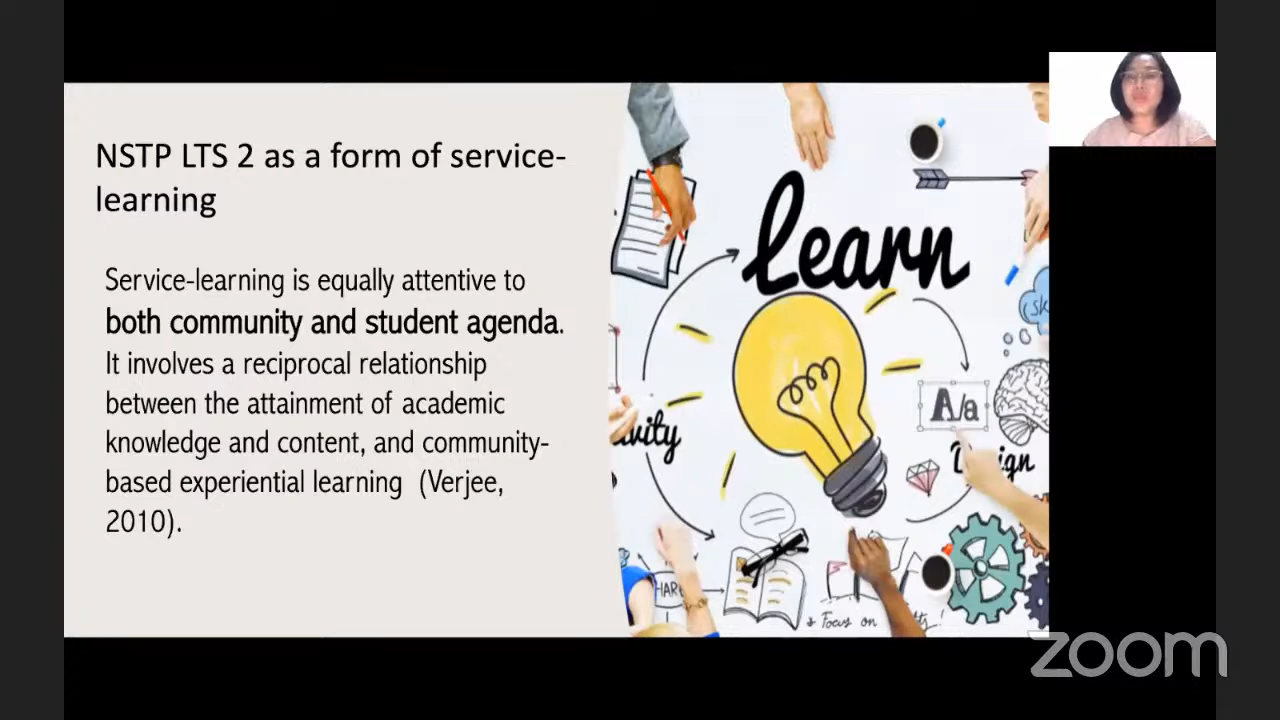 NSTP LTS 2 as a form of service-
learning
Service-learning is equally attentive to
both community and student agenda.
It involves a reciprocal relationship
between the attainment of academic
knowledge and content, and community-
based experiential learning (Verjee,
2010).
Learn
A/a
Focus on
zoom